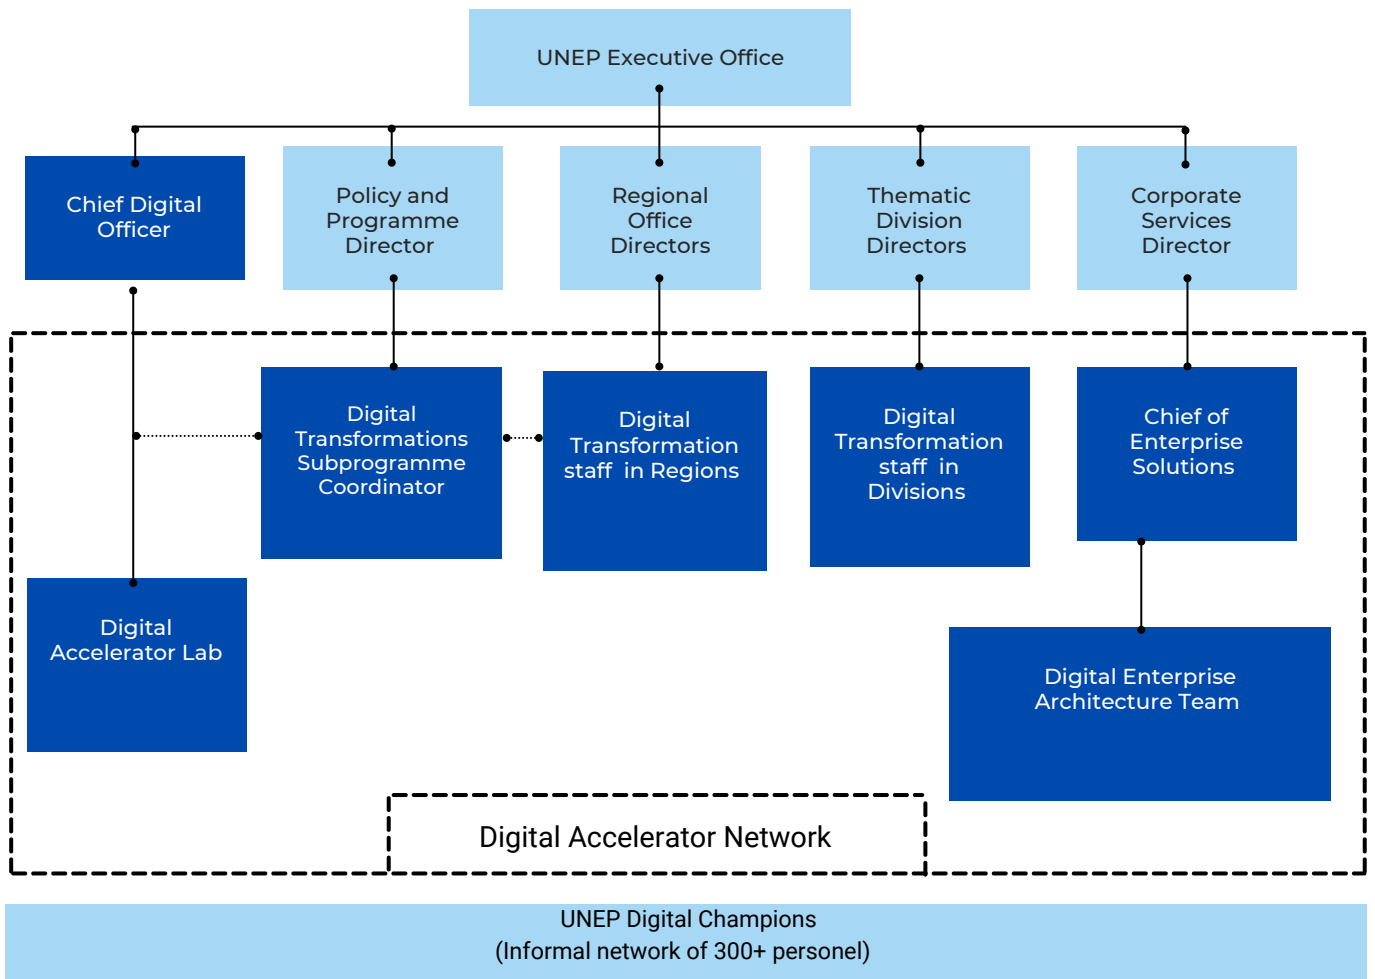 UNEP Executive Office
Chief Digital
Officer
Policy and
Programme
Director
Regional
Office
Directors
Thematic
Division
Directors
Corporate
Services
Director
Digital
Transformations
Subprogramme
Coordinator
Digital
Transformation
staff in Regions
Digital
Transformation
staff in
Divisions
Chief of
Enterprise
Solutions
Digital
Accelerator Lab
Digital Enterprise
Architecture Team
Digital Accelerator Network
UNEP Digital Champions
(Informal network of 300+ personel)